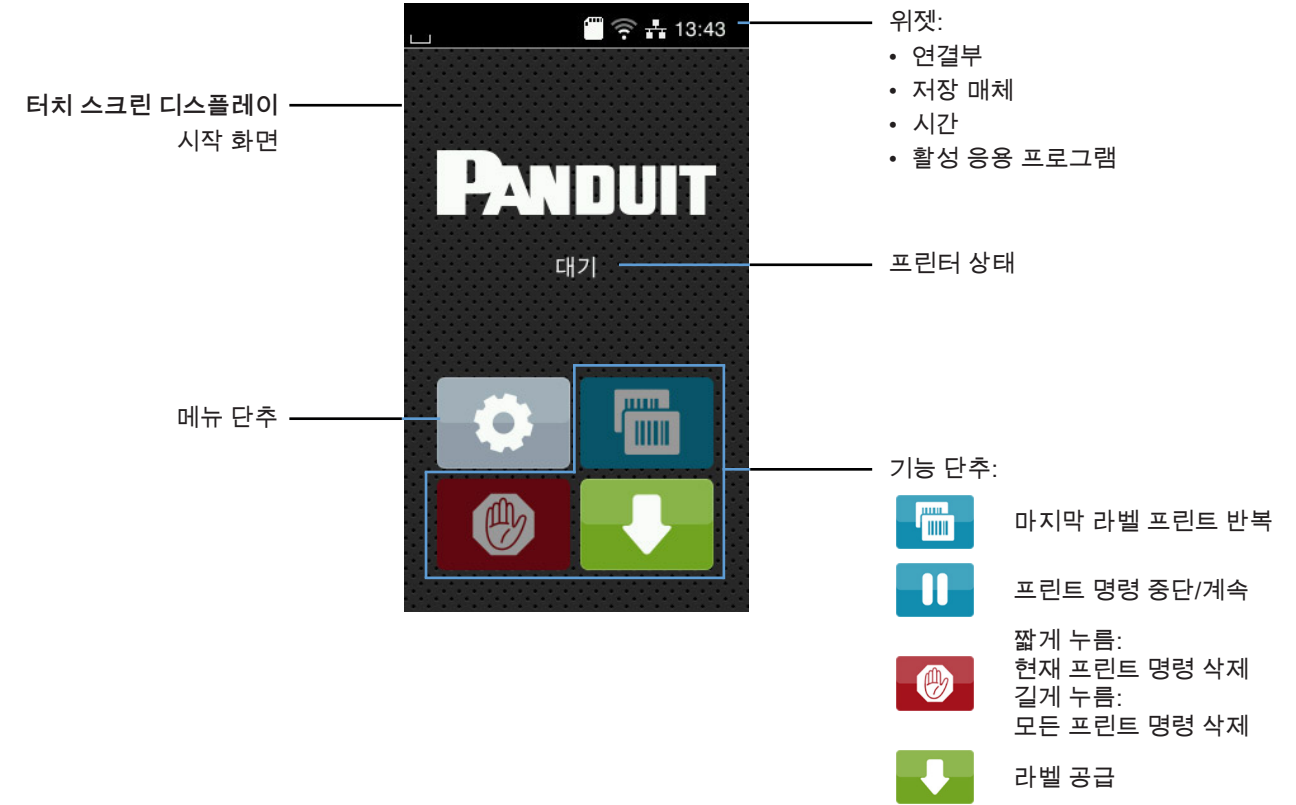 13:43
위젯:
• 연결부
• 저장 매체
• 시간
• 활성 응용 프로그램
터치 스크린 디스플레이
시작 화면
PANDUIT
대기
프린터 상태
메뉴 단추
기능 단추:
마지막 라벨 프린트 반복
프린트 명령 중단/계속
짧게 누름:
현재 프린트 명령 삭제
길게 누름:
모든 프린트 명령 삭제
라벨 공급